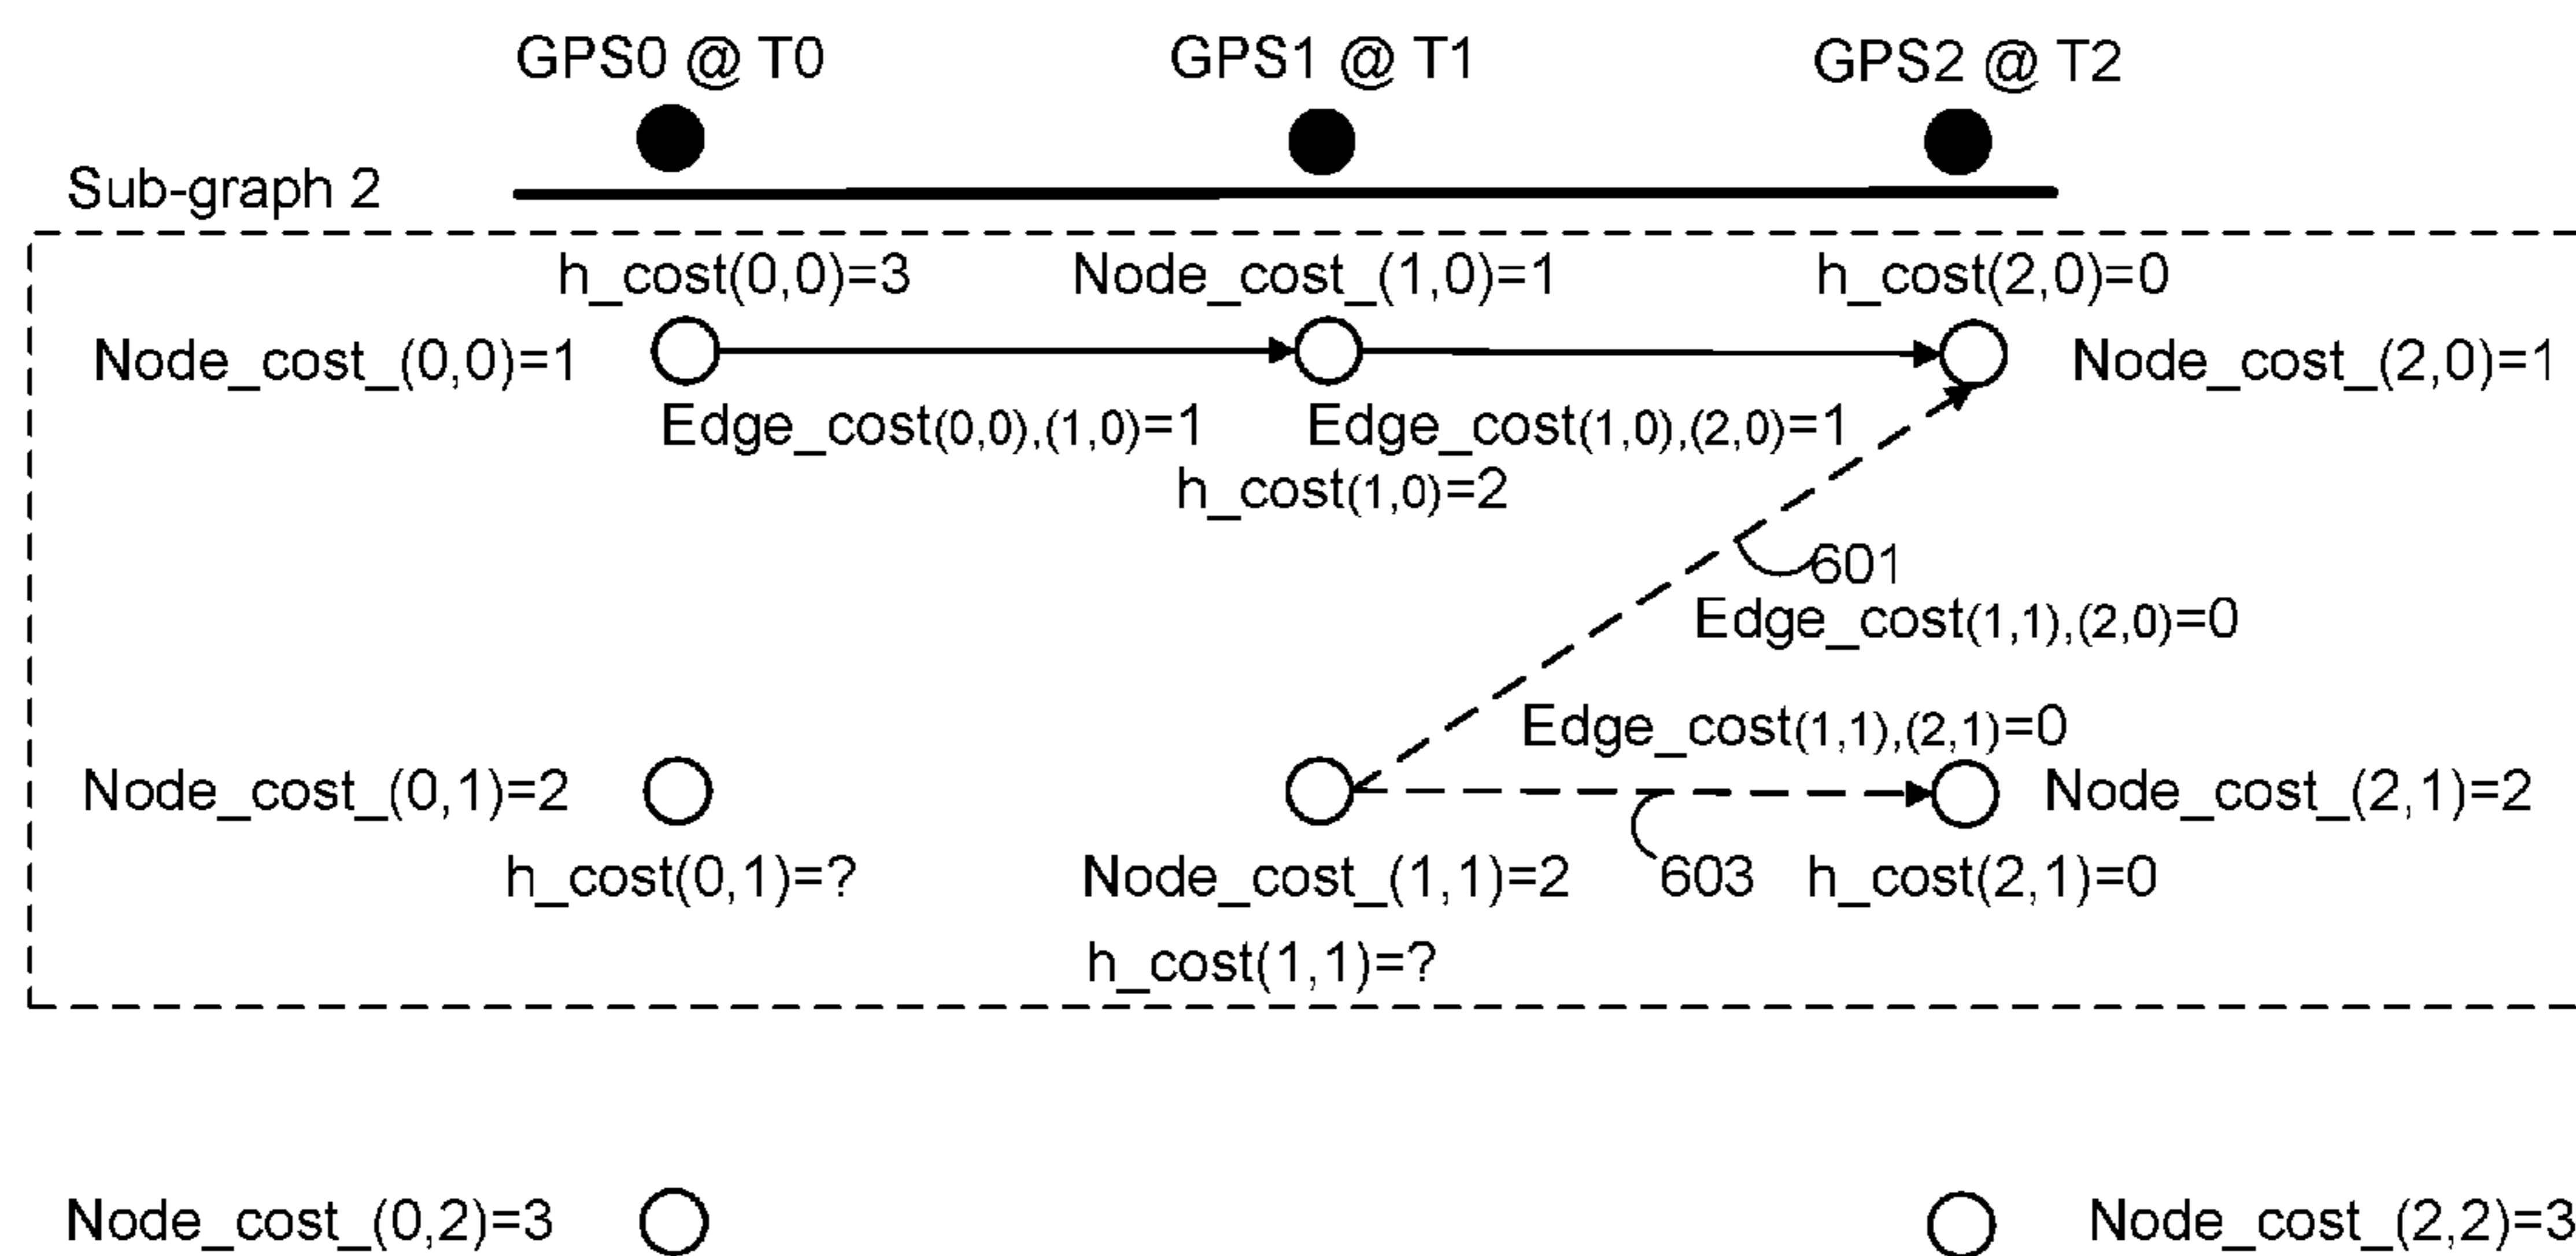 GPS0 @ T0
GPS1 @ T1
GPS2 @ T2
Sub-graph 2
h_cost(0,0)=3
Node_cost_(1,0)=1
h_cost(2,0)=0
Node_cost_(0,0)=1
Node_cost_(2,0)=1
Edge_cost(0,0),(1,0)=1
Edge_cost(1,0),(2,0)=1
h_cost(1,0)=2
601
Edge_cost(1,1),(2,0)=0
Edge_cost(1,1),(2,1)=0
Node_cost_(0,1)=2
Node_cost_(2,1)=2
h_cost(0,1)=?
Node_cost_(1,1)=2
603
h_cost(2,1)=0
h_cost(1,1)=?
Node_cost_(0,2)=3
Node_cost_(2,2)=3